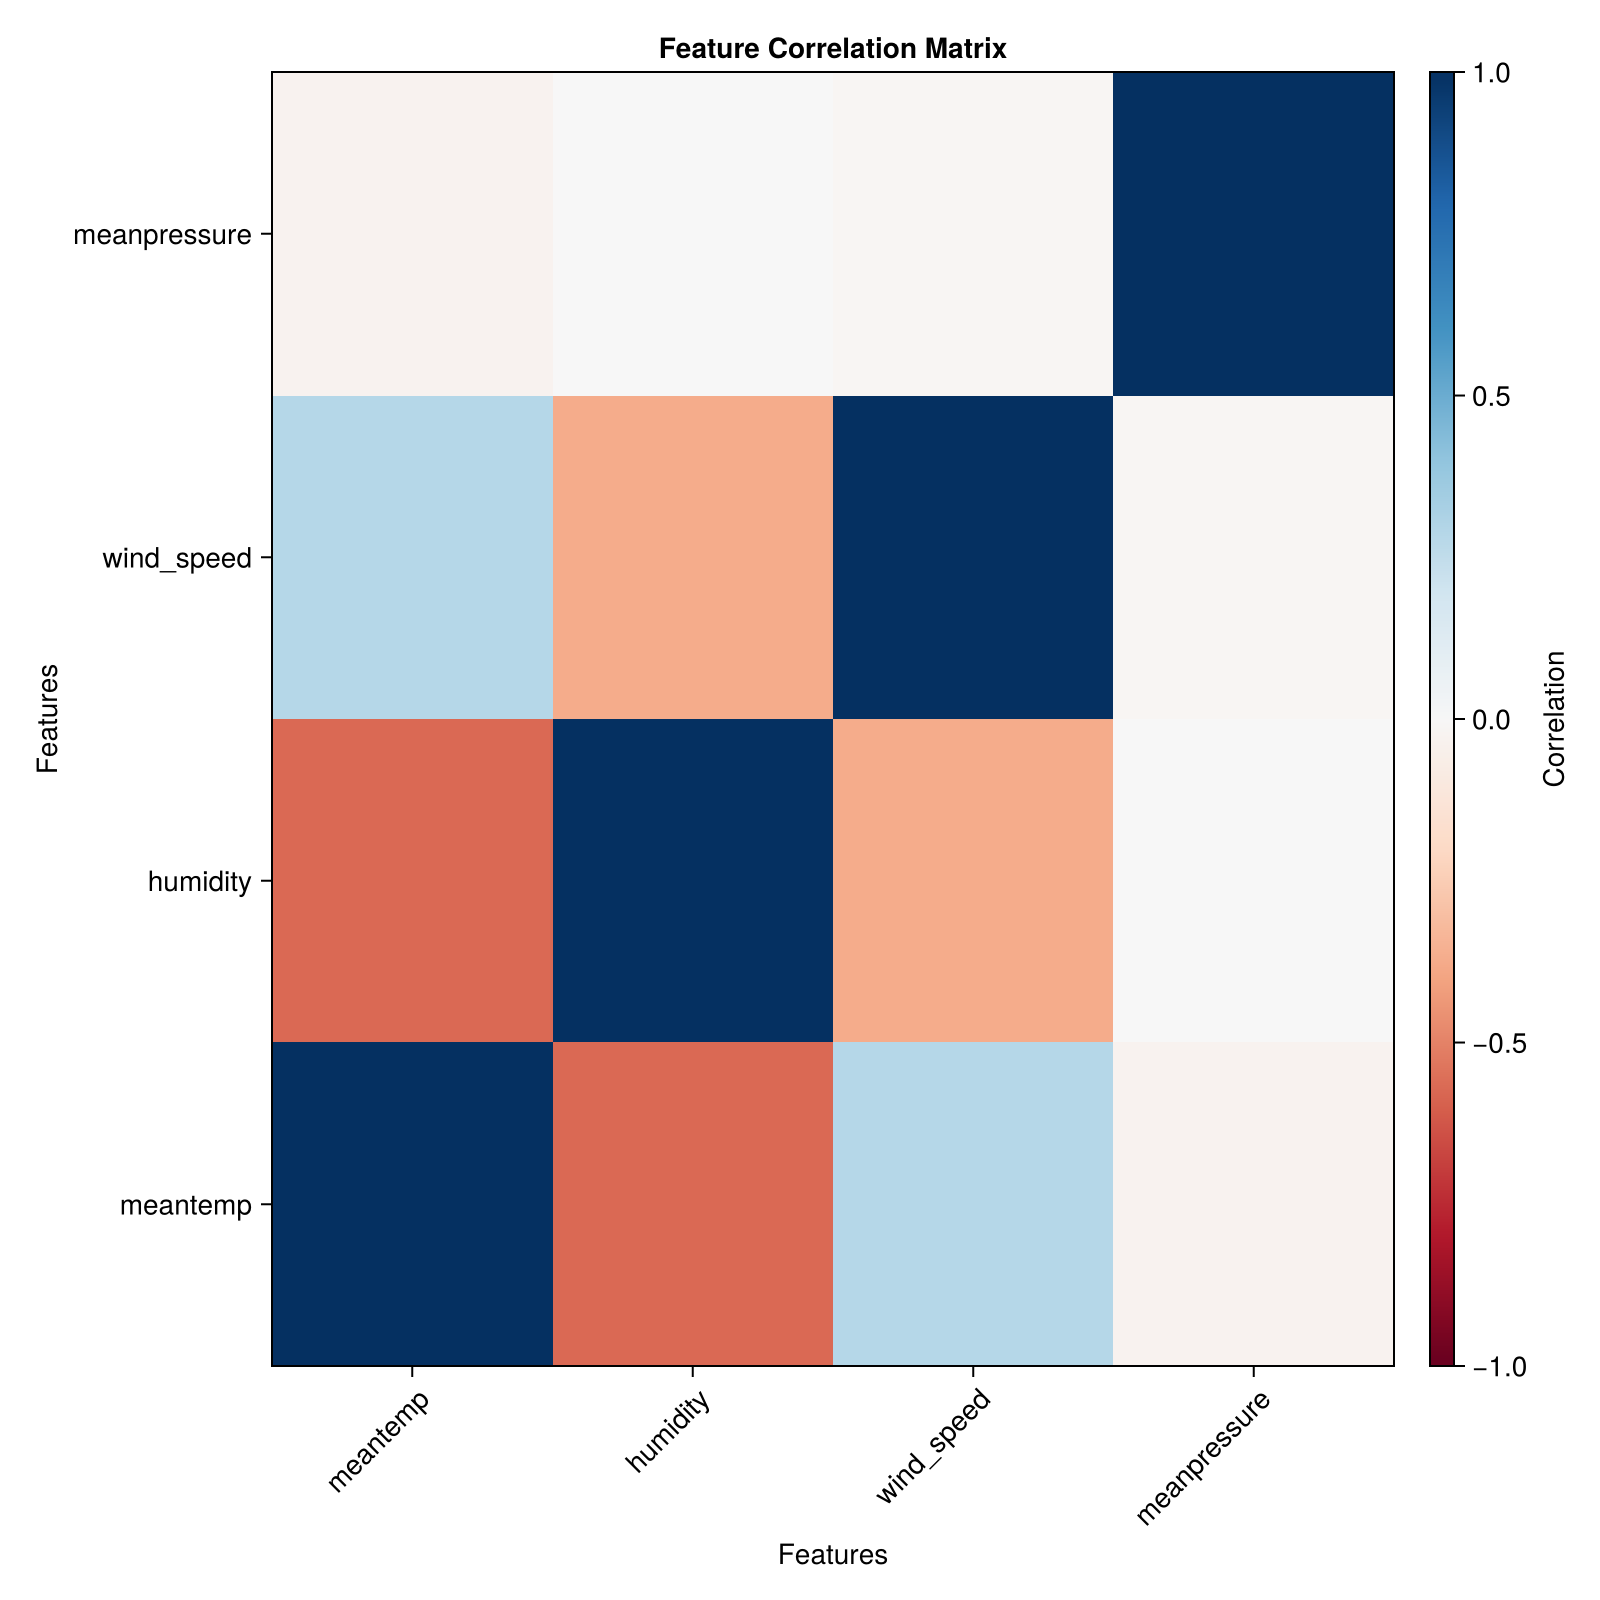 Feature Correlation Matrix
meanpressure
wind_speed
humidity
meantemp
Features
meantemp
humidity
wind_speed
meanpressure
Features
1.0
0.5
0.0
−0.5
−1.0
Correlation